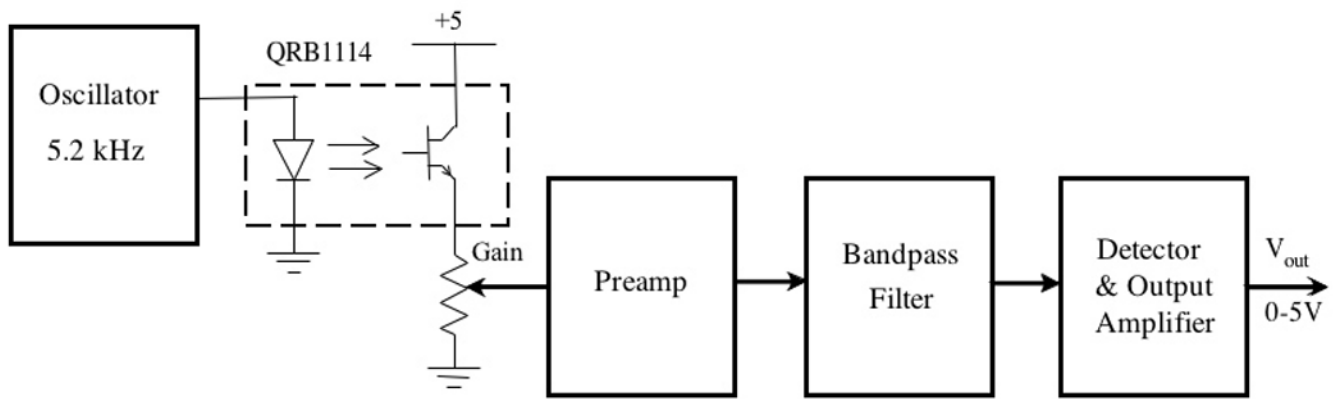 +5
QRB1114
Oscillator
5.2 kHz
Gain
Preamp
Bandpass
Filter
Detector
& Output
Amplifier
Vout
0-5V